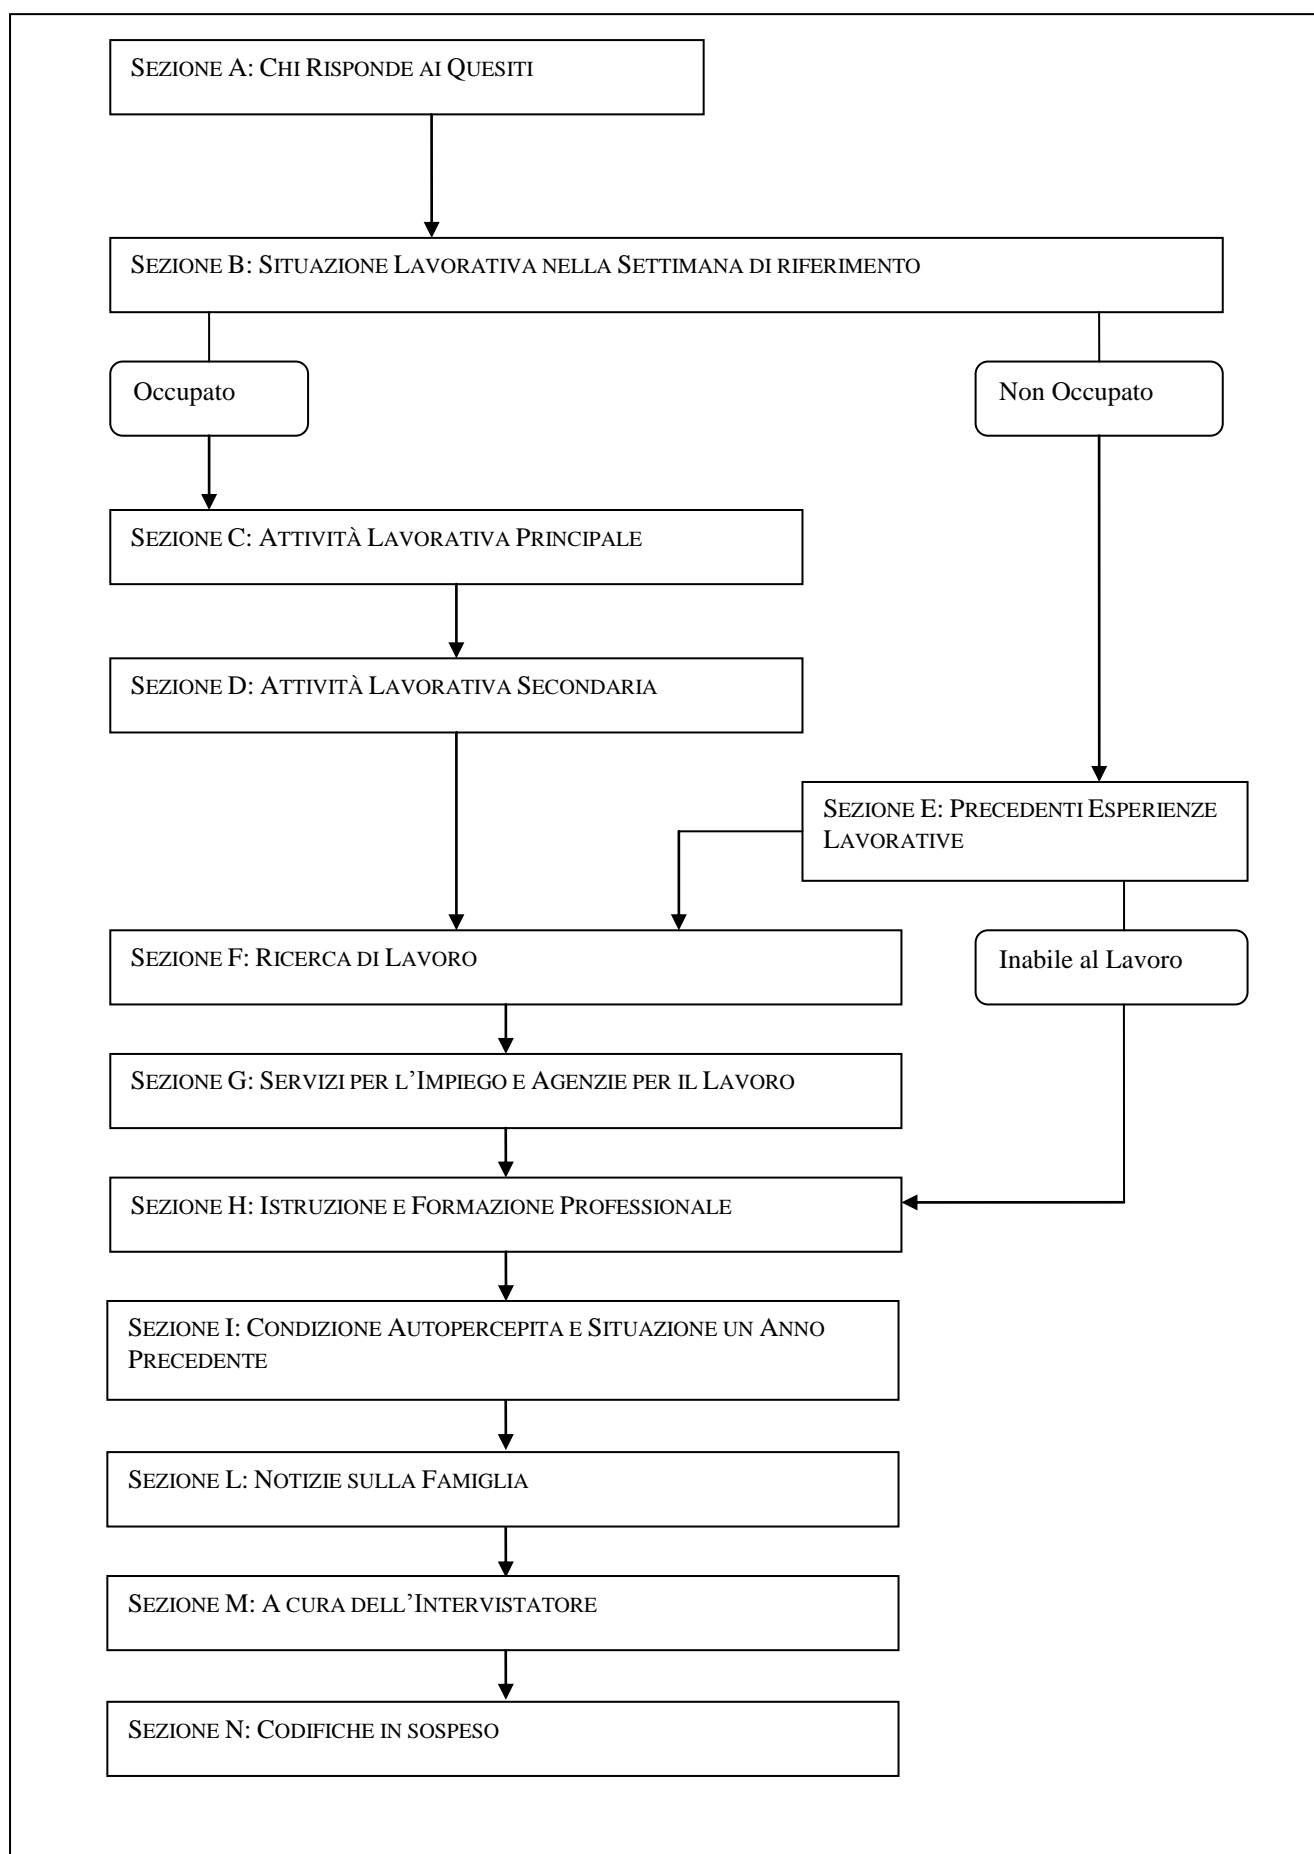 SEZIONE A: CHI RISPONDE AI QUESITI
SEZIONE B: SITUAZIONE LAVORATIVA NELLA SETTIMANA DI RIFERIMENTO
Occupato
Non Occupato
SEZIONE C: ATTIVITÀ LAVORATIVA PRINCIPALE
SEZIONE D: ATTIVITÀ LAVORATIVA SECONDARIA
SEZIONE E: PRECEDENTI ESPERIENZE
LAVORATIVE
SEZIONE F: RICERCA DI LAVORO
Inabile al Lavoro
SEZIONE G: SERVIZI PER L’IMPIEGO E AGENZIE PER IL LAVORO
SEZIONE H: ISTRUZIONE E FORMAZIONE PROFESSIONALE
SEZIONE I: CONDIZIONE AUTOPERCEPITA E SITUAZIONE UN ANNO
PRECEDENTE
SEZIONE L: NOTIZIE SULLA FAMIGLIA
SEZIONE M: A CURA DELL’INTERVISTATORE
SEZIONE N: CODIFICHE IN SOSPESO